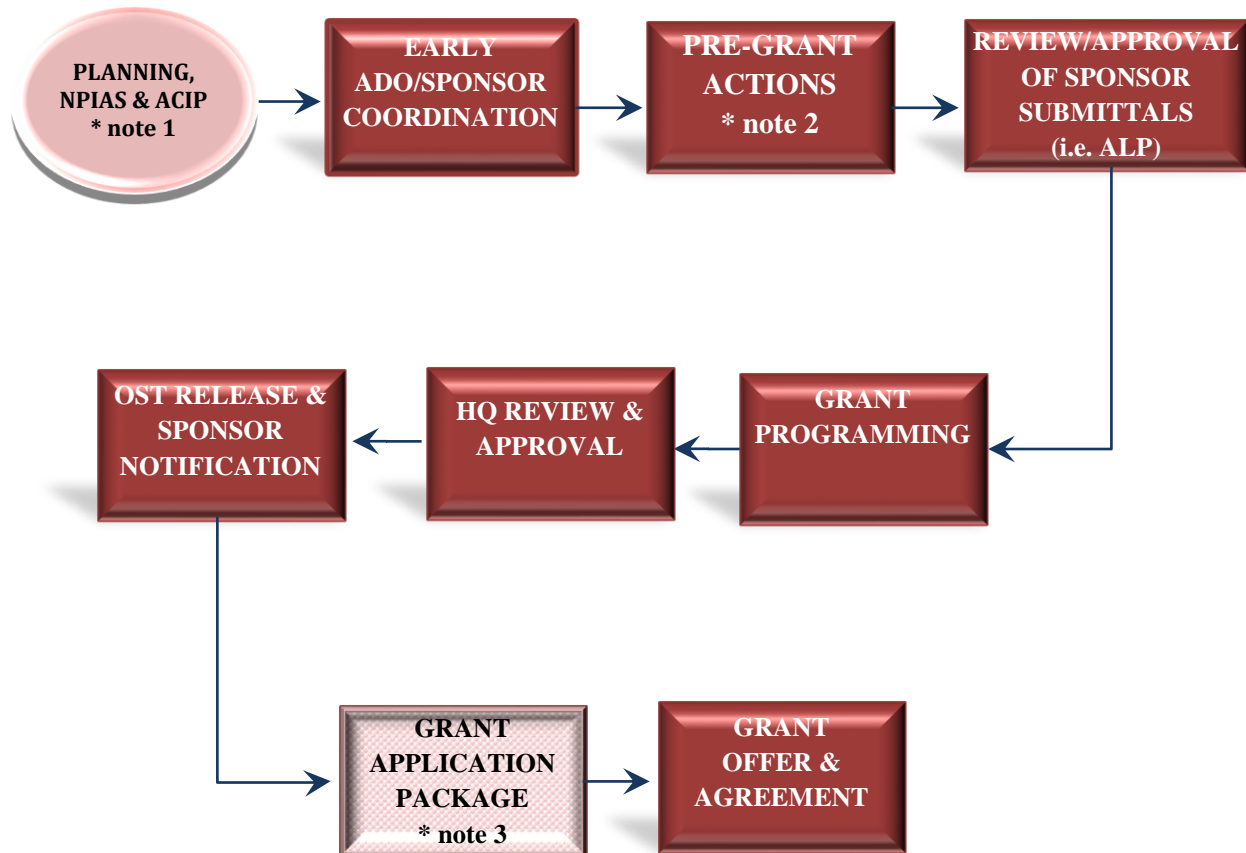 PLANNING,
NPIAS & ACIP
* note 1
EARLY
ADO/SPONSOR
COORDINATION
PRE-GRANT
ACTIONS
* note 2
REVIEW/APPROVAL
OF SPONSOR
SUBMITTALS
(i.e. ALP)
OST RELEASE &
SPONSOR
NOTIFICATION
HQ REVIEW &
APPROVAL
GRANT
PROGRAMMING
GRANT
APPLICATION
PACKAGE
* note 3
GRANT
OFFER &
AGREEMENT